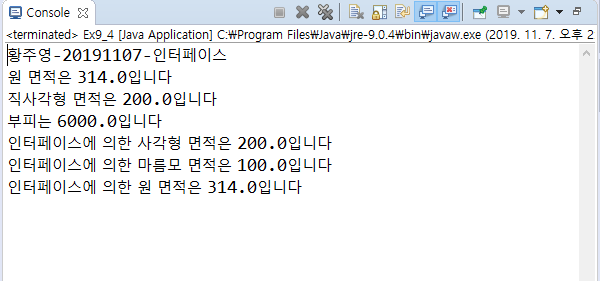 Console
<terminated> Ex9_4 [Java Application] C:₩Program Files₩Java₩jre-9.0.4₩bin₩javaw.exe (2019. 11. 7. 오후 2
황주영-20191107-인터페이스
원 면적은 314.0입니다
직사각형 면적은 200.0입니다
부피는 6000.0입니다
인터페이스에 의한 사각형 면적은 200.0입니다
인터페이스에 의한 마름모 면적은 100.0입니다
인터페이스에 의한 원 면적은 314.0입니다